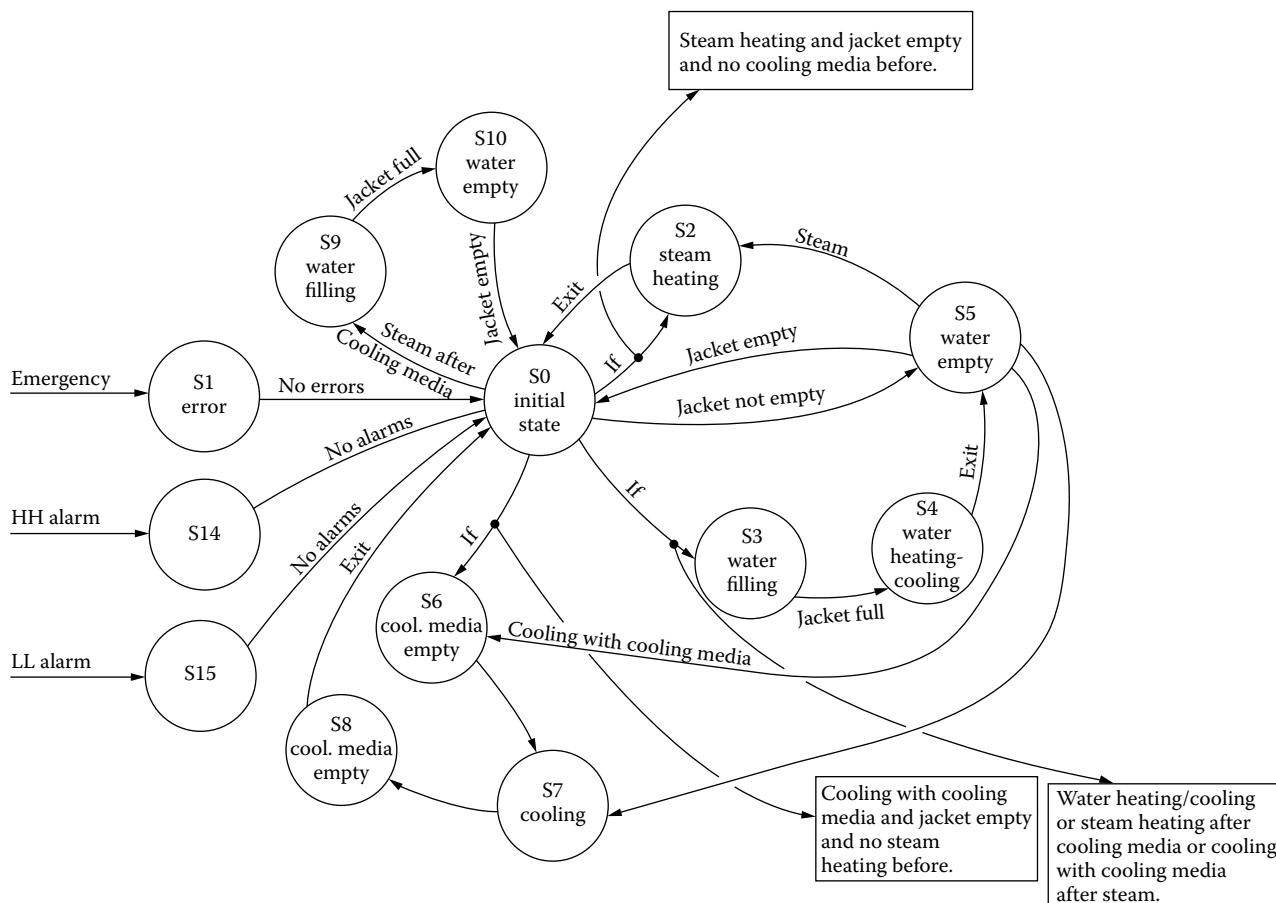 Steam heating and jacket empty
and no cooling media before.
S10
water
empty
Jacket full
S9
water
filling
Jacket empty
S2
steam
heating
Steam
Exit
S5
water
empty
Steam after
Cooling media
If
Jacket empty
S0
initial
state
Jacket not empty
Emergency
S1
error
No errors
No alarms
HH alarm
S14
No alarms
Exit
If
If
Exit
S3
water
filling
S4
water
heating-
cooling
Jacket full
S6
cool. media
empty
Cooling with cooling media
LL alarm
S15
S8
cool. media
empty
S7
cooling
Cooling with cooling
media and jacket empty
and no steam
heating before.
Water heating/cooling
or steam heating after
cooling media or cooling
with cooling media
after steam.